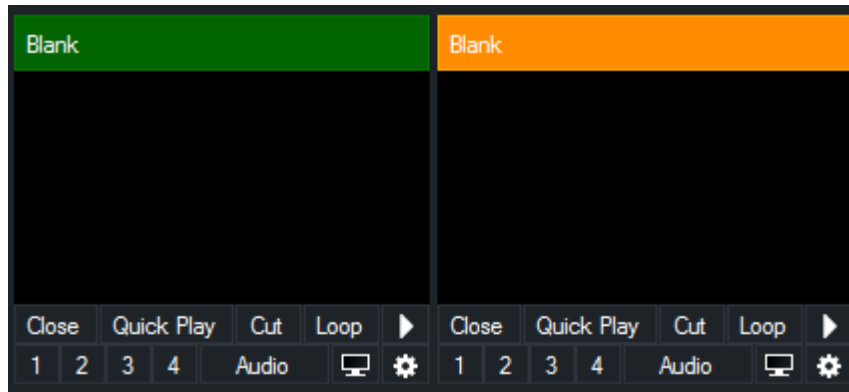 Blank Blank
Close Quick Play Cut Loop Close Quick Play Cut Loop
1 2 3 4 Audio 1 2 3 4 Audio